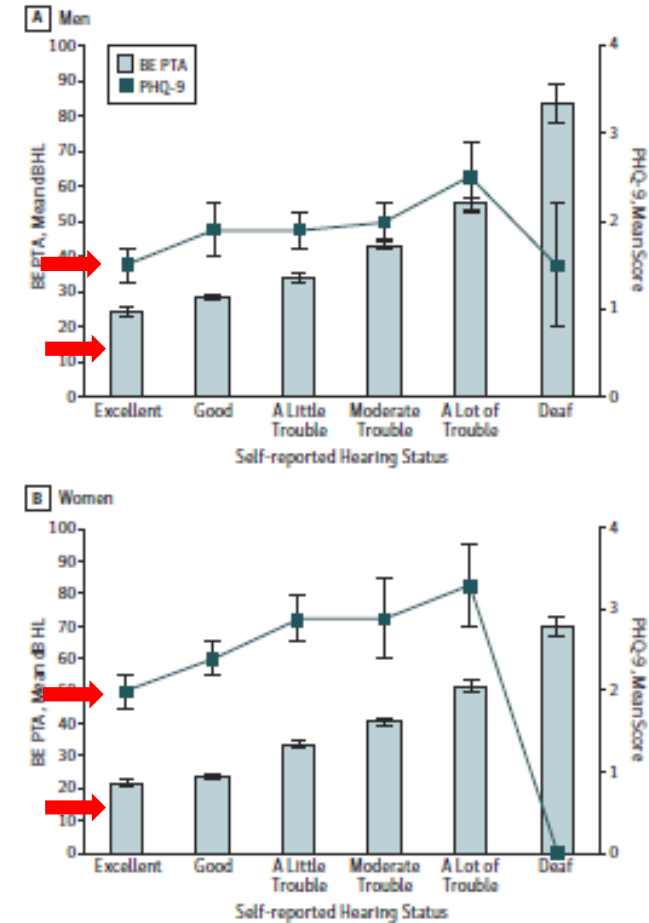 A Men
100
90
80
70
60
50
40
30
20
10
0
BE PTA, Mean dB HL
BE PTA
PHQ-9
4
3
2
1
0
PHQ-9, Mean Score
Excellent Good A Little Trouble Moderate Trouble A Lot of Trouble Deaf
Self-reported Hearing Status
B Women
100
90
80
70
60
50
40
30
20
10
0
BE PTA, Mean dB HL
4
3
2
1
0
PHQ-9, Mean Score
Excellent Good A Little Trouble Moderate Trouble A Lot of Trouble Deaf
Self-reported Hearing Status